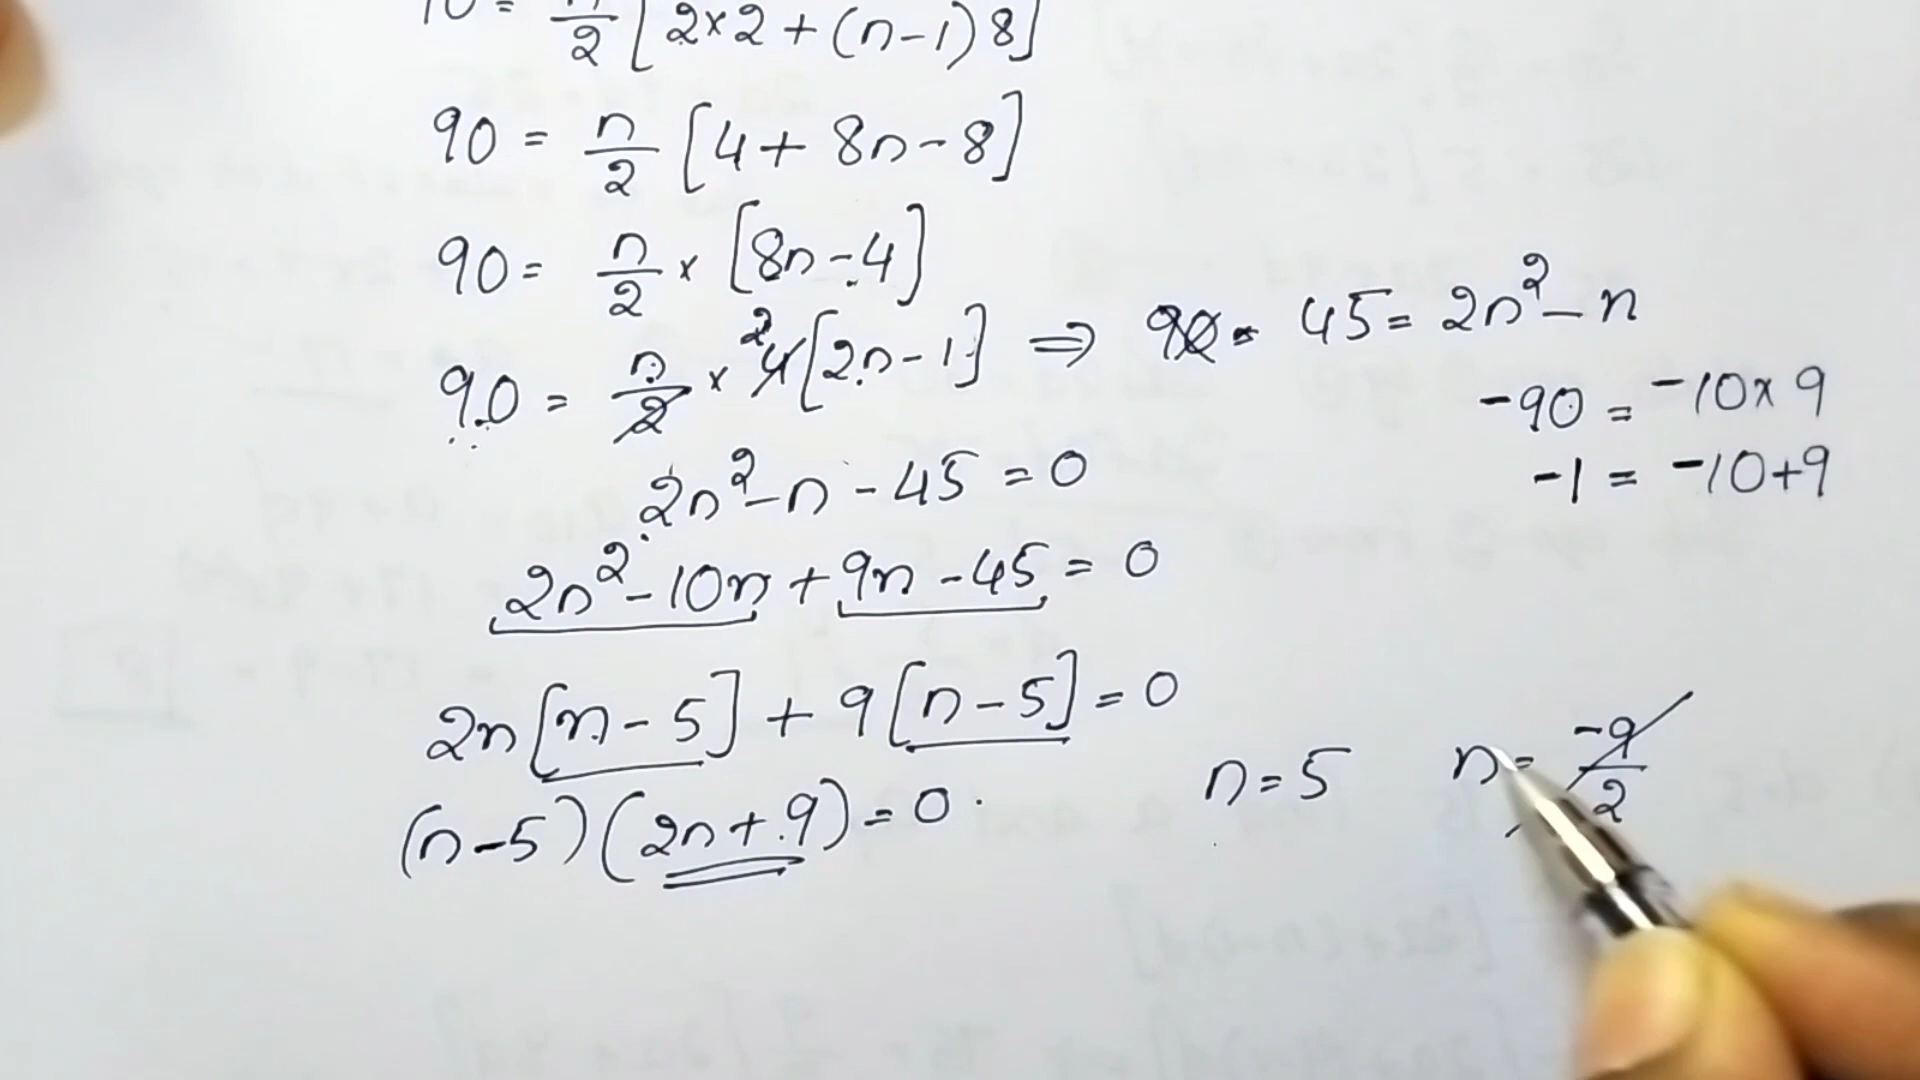 90 = n/2 [2×2 + (n-1)8]
90 = n/2 [4 + 8n - 8]
90 = n/2 × [8n - 4]
90 = n/2 × 4 2 [2n - 1] ⇒ 90 = 45 = 2n² - n
-90 = -10 × 9
-1 = -10 + 9
2n² - n - 45 = 0
2n² - 10n + 9n - 45 = 0
2n [n - 5] + 9 [n - 5] = 0
(n - 5) (2n + 9) = 0 n = 5 n = -9/2